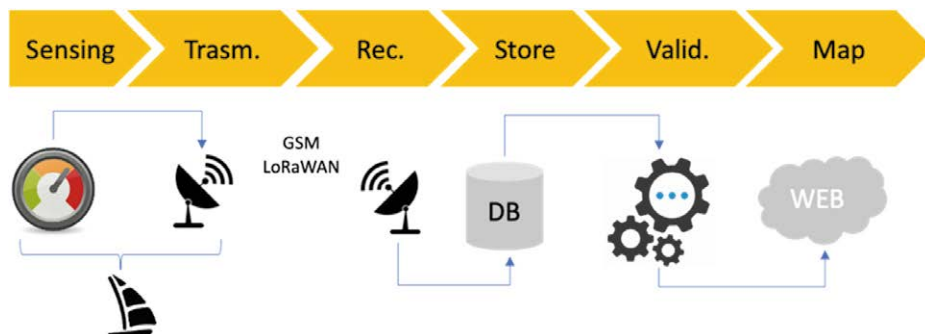 Sensing
Trasm.
Rec.
Store
Valid.
Map
GSM
LoRaWAN
DB
WEB